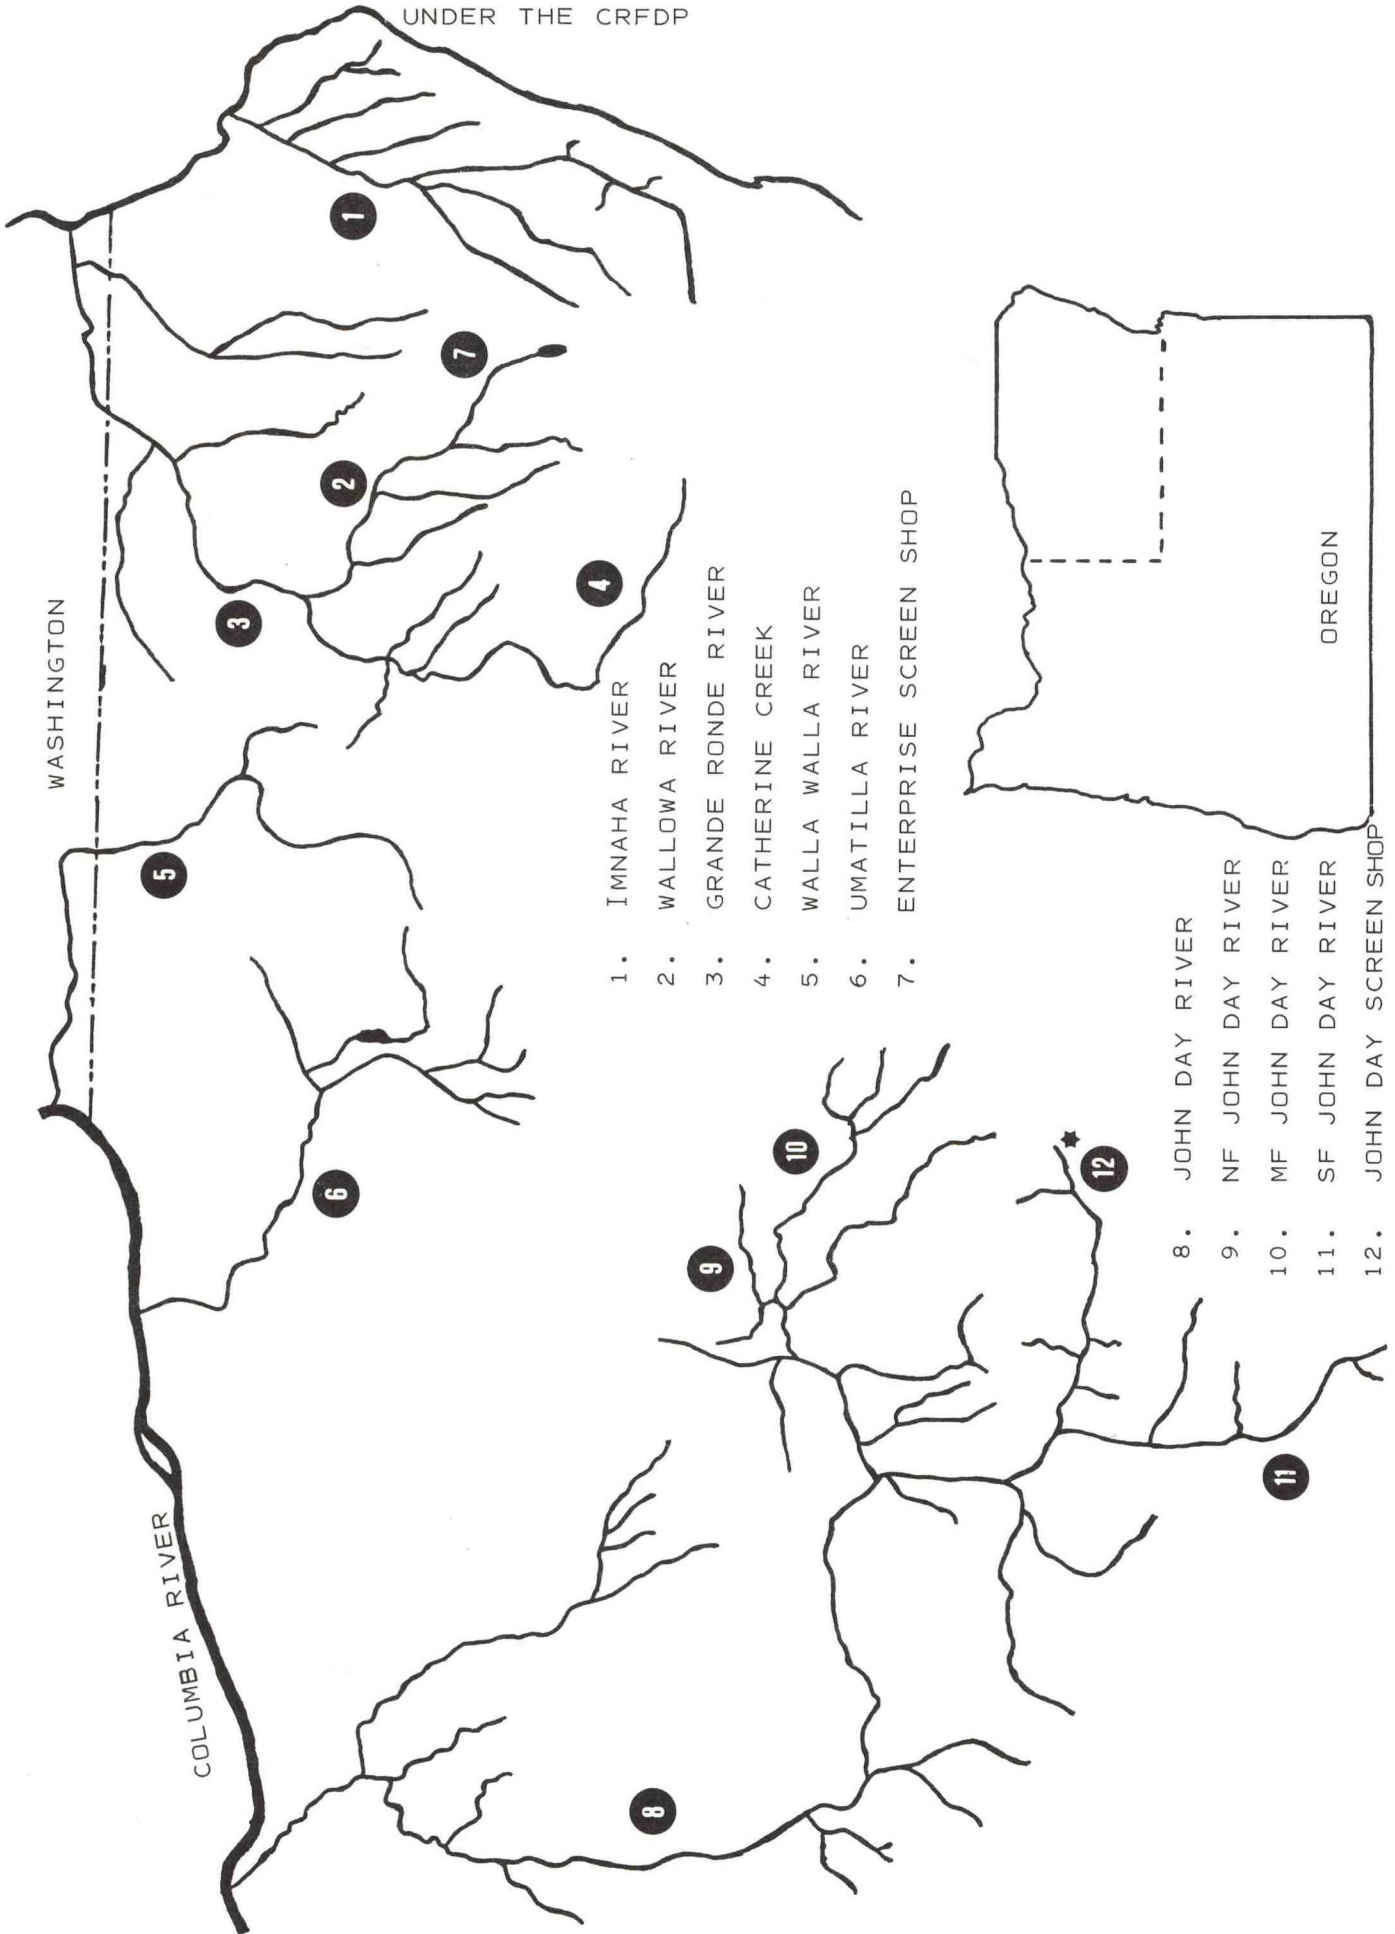 UNDER THE CRFDP
WASHINGTON
COLUMBIA RIVER
1
2
3
4
5
6
7
8
9
10
11
12
1. IMNAHA RIVER
2. WALLOWA RIVER
3. GRANDE RONDE RIVER
4. CATHERINE CREEK
5. WALLA WALLA RIVER
6. UMATILLA RIVER
7. ENTERPRISE SCREEN SHOP
8. JOHN DAY RIVER
9. NF JOHN DAY RIVER
10. MF JOHN DAY RIVER
11. SF JOHN DAY RIVER
12. JOHN DAY SCREEN SHOP
OREGON